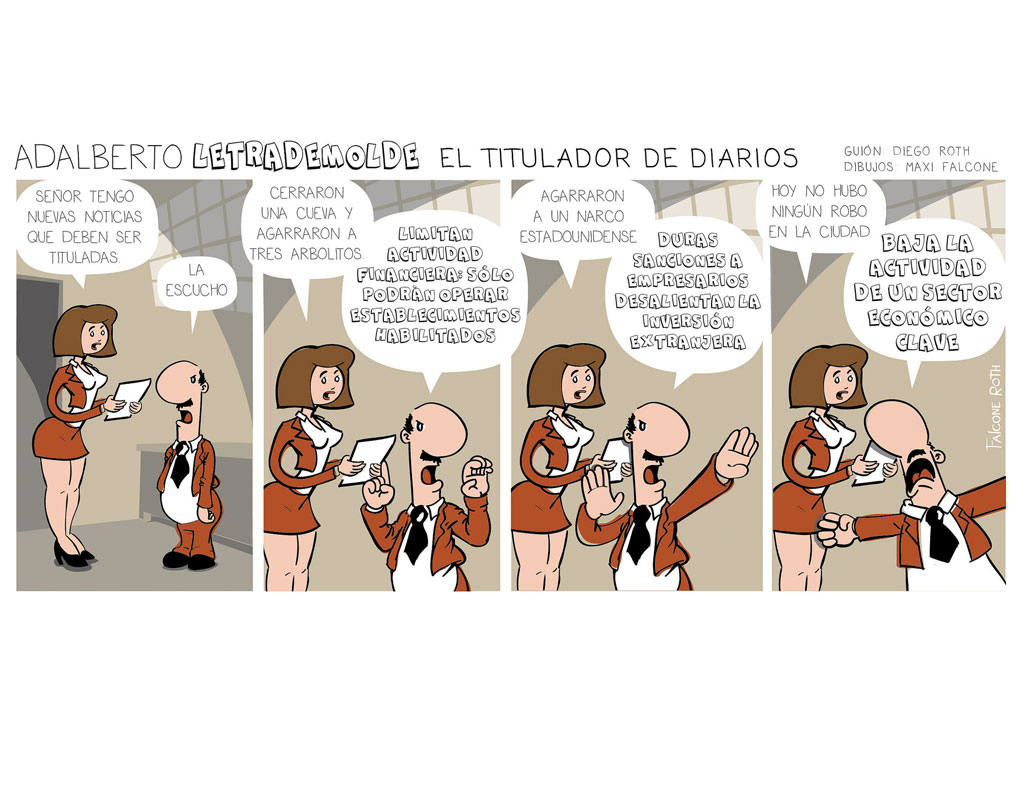 ADALBERTO LETRADEMOLDE EL TITULADOR DE DIARIOS
GUIÓN: DIEGO ROTH
DIBUJOS: MAXI FALCONE
SEÑOR TENGO
NUEVAS NOTICIAS
QUE DEBEN SER
TITULADAS
LA
ESCUCHO
CERRARON
UNA CUEVA Y
AGARRARON A
TRES ARBOLITOS
LIMITAN
ACTIVIDAD
FINANCIERA: SÓLO
PODRÁN OPERAR
ESTABLECIMIENTOS
HABILITADOS
AGARRARON
A UN NARCO
ESTADOUNIDENSE
DURAS
SANCIONES A
EMPRESARIOS
DESALIENTAN LA
INVERSIÓN
EXTRANJERA
HOY NO HUBO
NINGÚN ROBO
EN LA CIUDAD
BAJA LA
ACTIVIDAD
DE UN SECTOR
ECONÓMICO
CLAVE
FALCONE ROTH